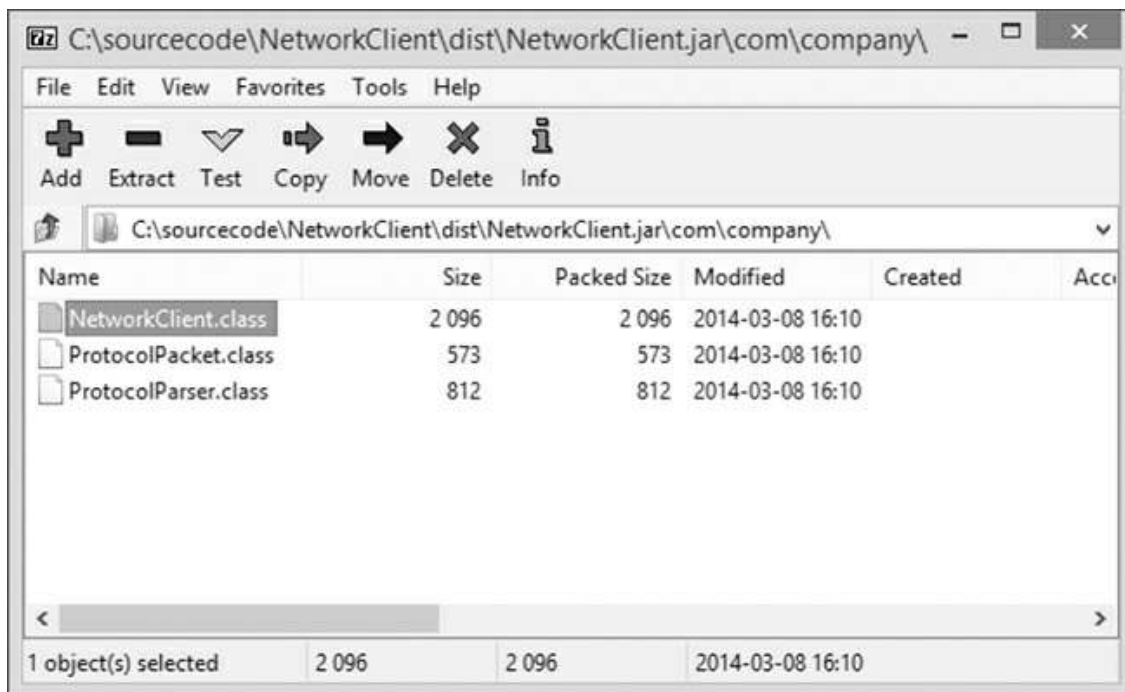 7z C:\sourcecode\NetworkClient\dist\NetworkClient.jar\com\company\
File Edit View Favorites Tools Help
Add Extract Test Copy Move Delete Info
C:\sourcecode\NetworkClient\dist\NetworkClient.jar\com\company\
Name Size Packed Size Modified Created Acc
NetworkClient.class 2 096 2 096 2014-03-08 16:10
ProtocolPacket.class 573 573 2014-03-08 16:10
ProtocolParser.class 812 812 2014-03-08 16:10
1 object(s) selected 2 096 2 096 2014-03-08 16:10